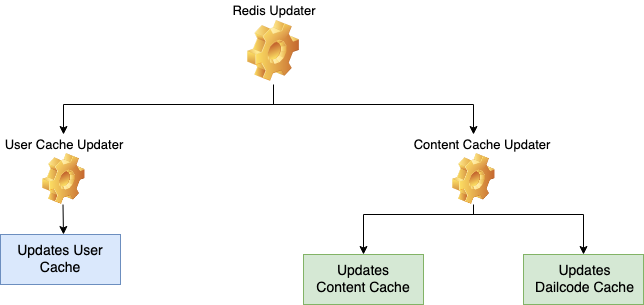 Redis Updater
User Cache Updater
Content Cache Updater
Updates User
Cache
Updates
Content Cache
Updates
Dailcode Cache